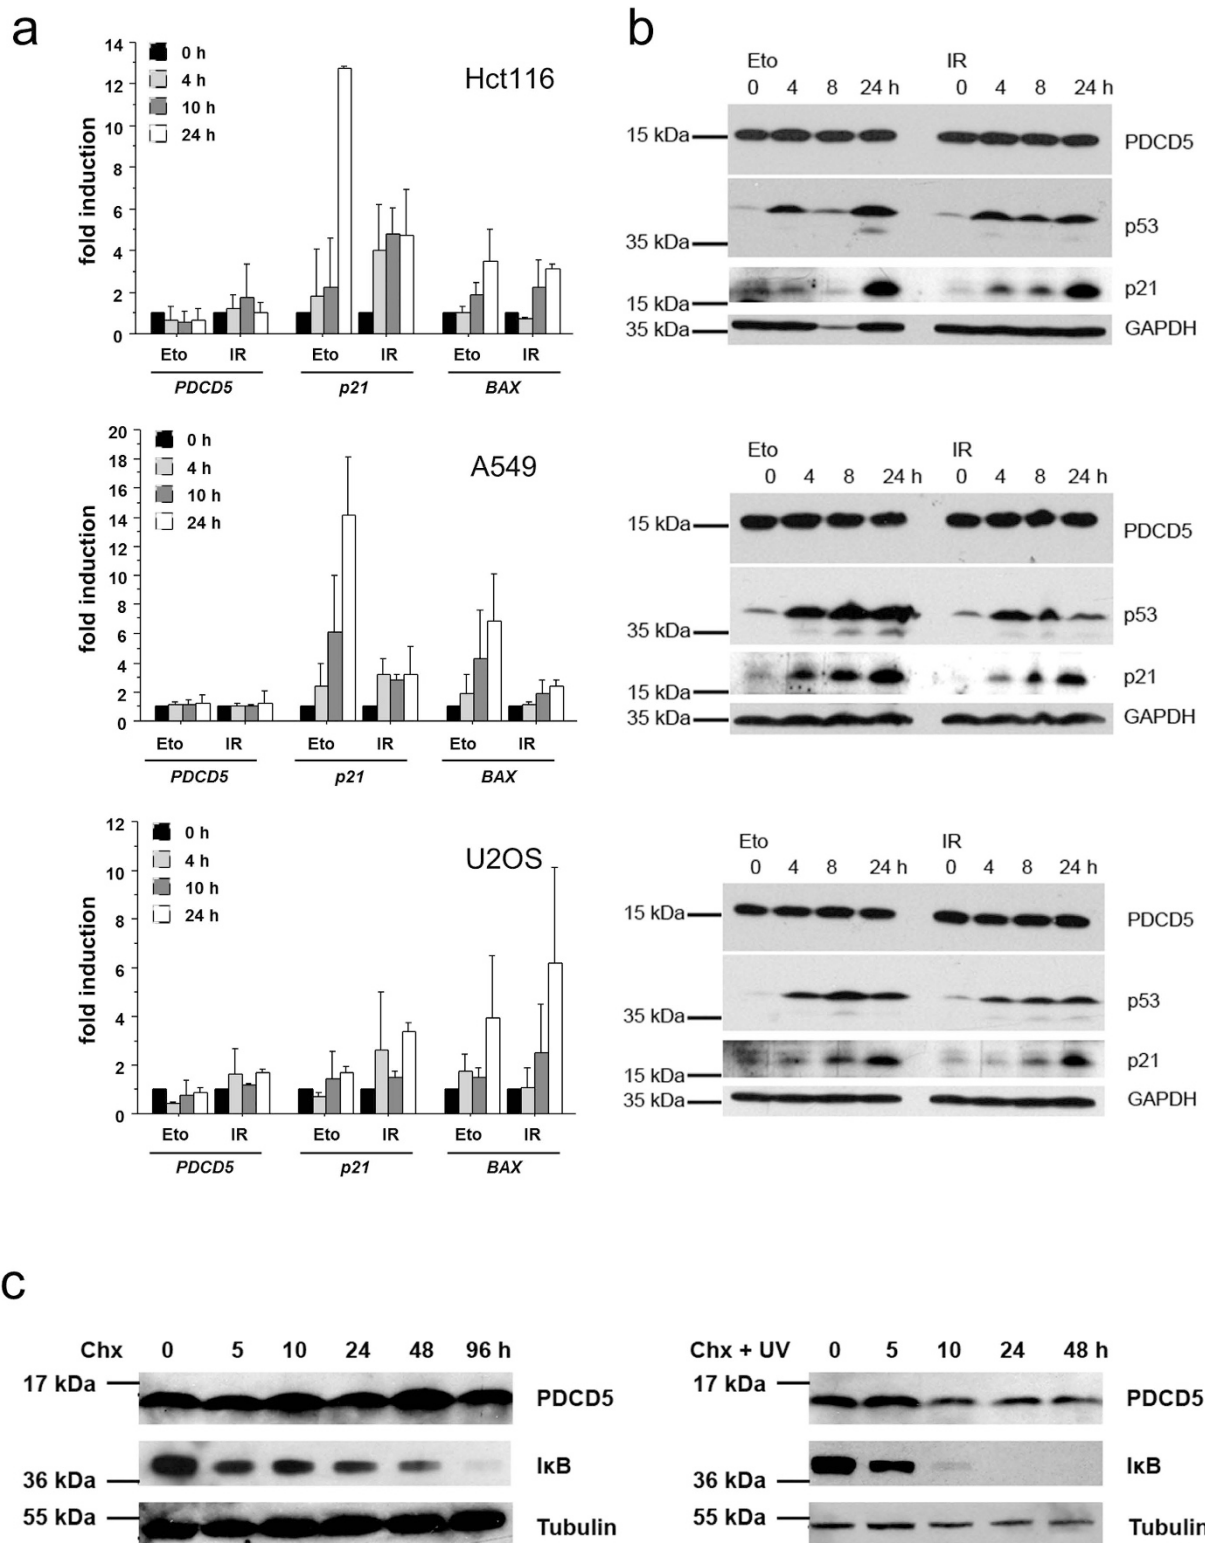 a
Hct116
fold induction
14
12
10
8
6
4
2
0
0 h
4 h
10 h
24 h
Eto IR Eto IR Eto IR
PDCD5 p21 BAX
A549
fold induction
20
18
16
14
12
10
8
6
4
2
0
0 h
4 h
10 h
24 h
Eto IR Eto IR Eto IR
PDCD5 p21 BAX
U2OS
fold induction
12
10
8
6
4
2
0
0 h
4 h
10 h
24 h
Eto IR Eto IR Eto IR
PDCD5 p21 BAX
b
Eto IR
0 4 8 24 h 0 4 8 24 h
15 kDa PDCD5
p53
35 kDa
p21
15 kDa
35 kDa GAPDH
Eto IR
0 4 8 24 h 0 4 8 24 h
15 kDa PDCD5
p53
35 kDa
p21
15 kDa
35 kDa GAPDH
Eto IR
0 4 8 24 h 0 4 8 24 h
15 kDa PDCD5
p53
35 kDa
p21
15 kDa
35 kDa GAPDH
c
Chx 0 5 10 24 48 96 h
17 kDa
PDCD5
IκB
36 kDa
55 kDa
Tubulin
Chx + UV 0 5 10 24 48 h
17 kDa
PDCD5
IκB
36 kDa
55 kDa
Tubulin